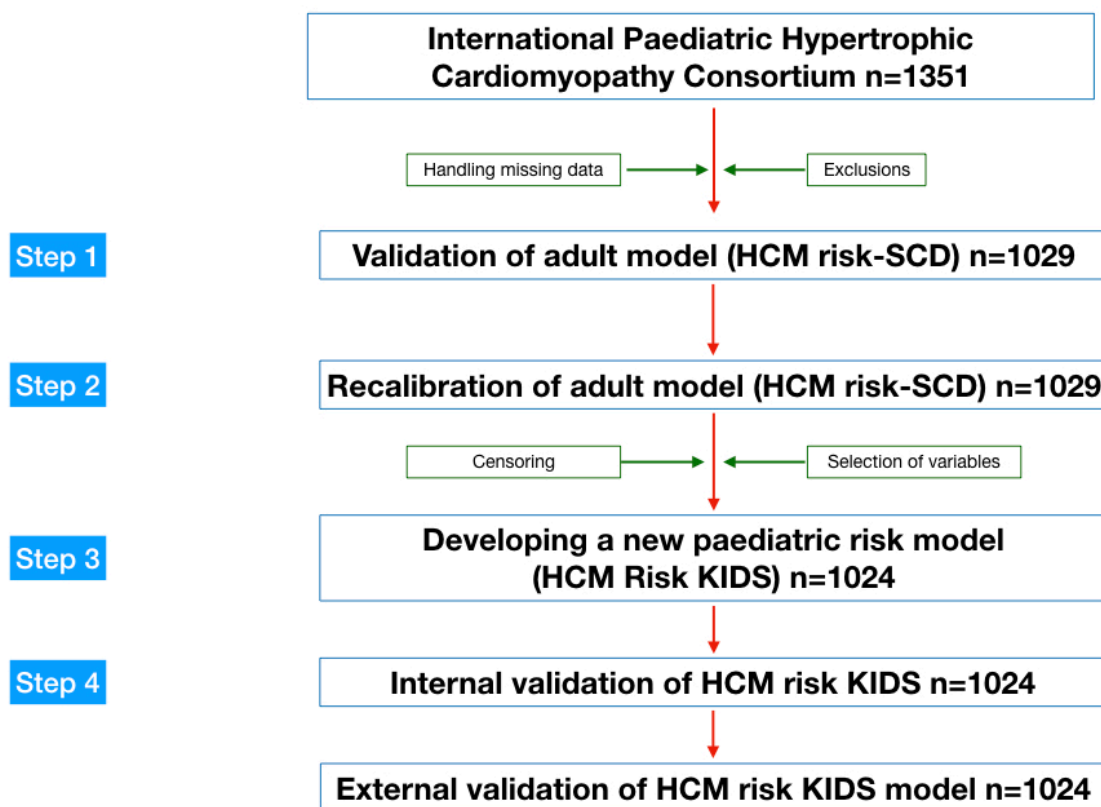 International Paediatric Hypertrophic
Cardiomyopathy Consortium n=1351
Handling missing data
Exclusions
Step 1
Validation of adult model (HCM risk-SCD) n=1029
Step 2
Recalibration of adult model (HCM risk-SCD) n=1029
Censoring
Selection of variables
Step 3
Developing a new paediatric risk model
(HCM Risk KIDS) n=1024
Step 4
Internal validation of HCM risk KIDS n=1024
External validation of HCM risk KIDS model n=1024